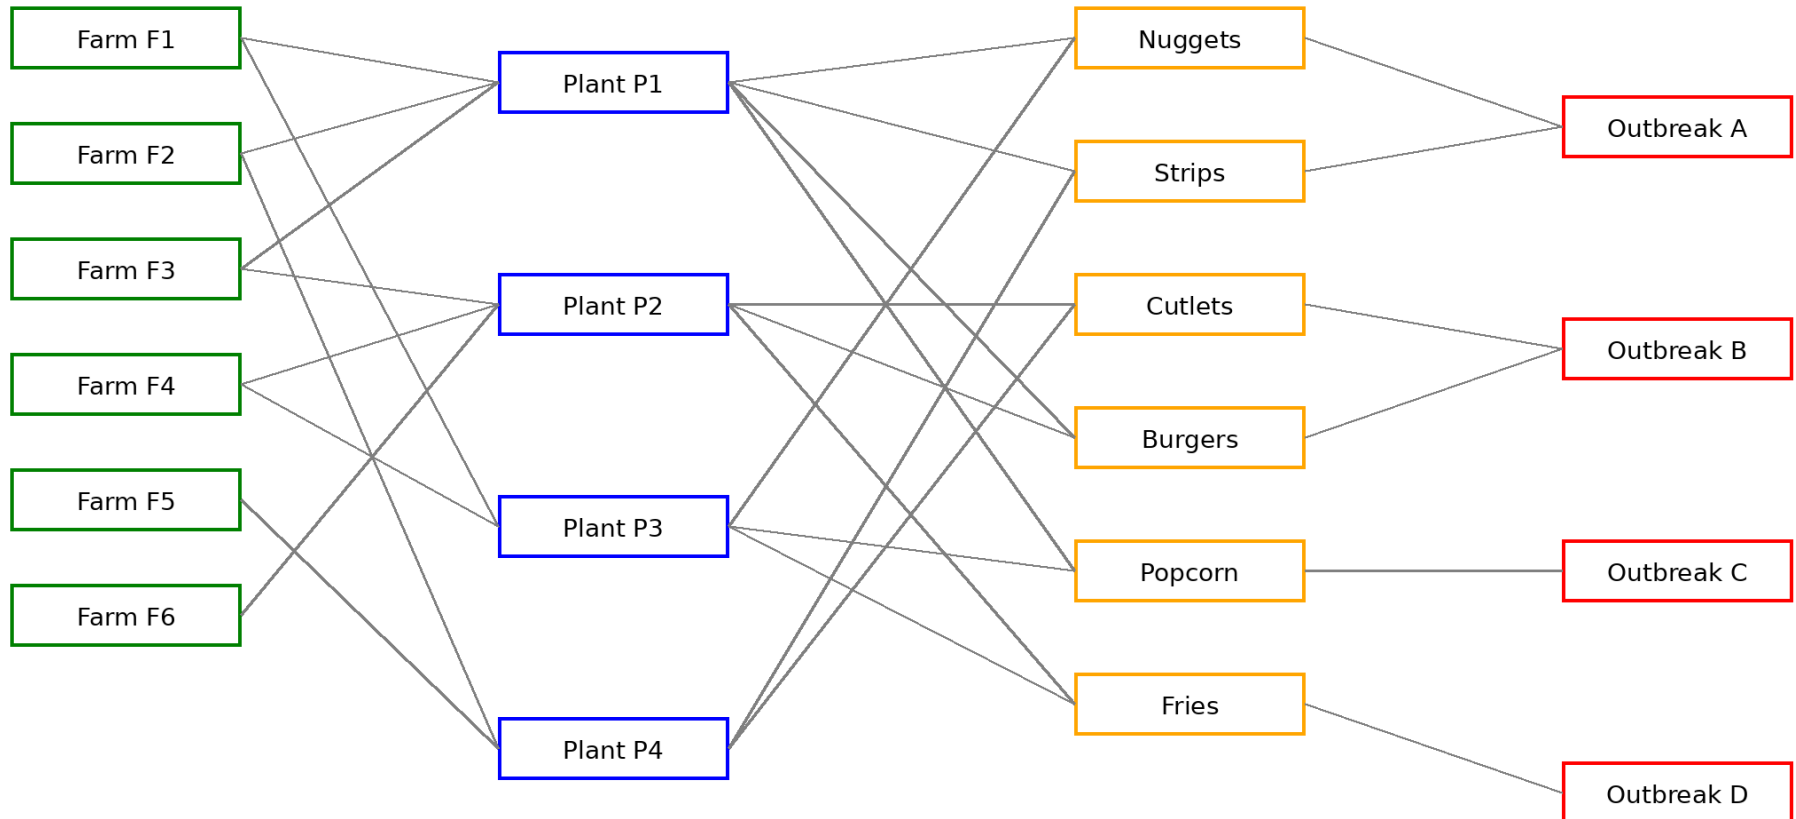 Farm F1
Farm F2
Farm F3
Farm F4
Farm F5
Farm F6
Plant P1
Plant P2
Plant P3
Plant P4
Nuggets
Strips
Cutlets
Burgers
Popcorn
Fries
Outbreak A
Outbreak B
Outbreak C
Outbreak D